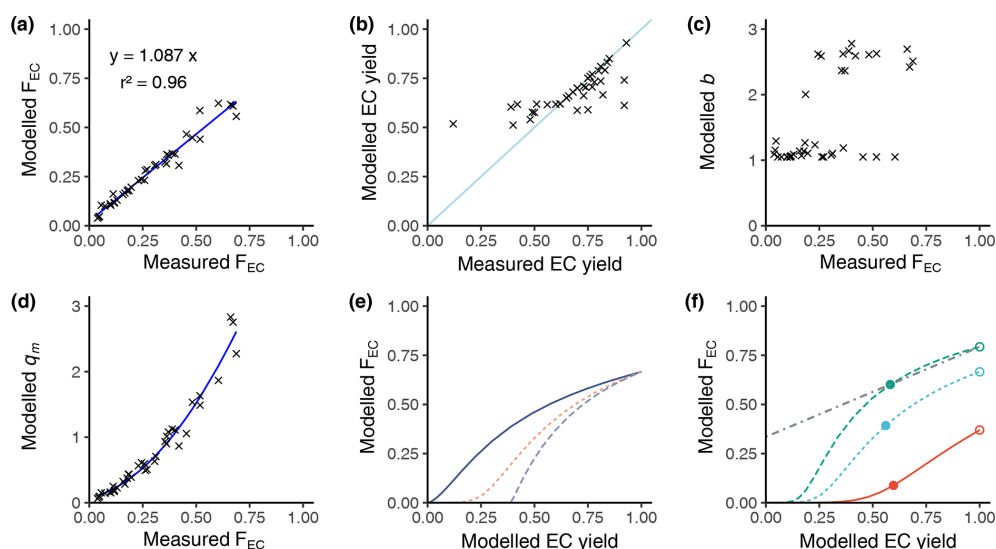 (a)
y = 1.087 x
r² = 0.96
Modelled F_EC
1.00
0.75
0.50
0.25
0.00
0.00 0.25 0.50 0.75 1.00
Measured F_EC
(b)
Modelled EC yield
1.00
0.75
0.50
0.25
0.00
0.00 0.25 0.50 0.75 1.00
Measured EC yield
(c)
Modelled b
3
2
1
0
0.00 0.25 0.50 0.75 1.00
Measured F_EC
(d)
Modelled q_m
3
2
1
0
0.00 0.25 0.50 0.75 1.00
Measured F_EC
(e)
Modelled F_EC
1.00
0.75
0.50
0.25
0.00
0.00 0.25 0.50 0.75 1.00
Modelled EC yield
(f)
Modelled F_EC
1.00
0.75
0.50
0.25
0.00
0.00 0.25 0.50 0.75 1.00
Modelled EC yield